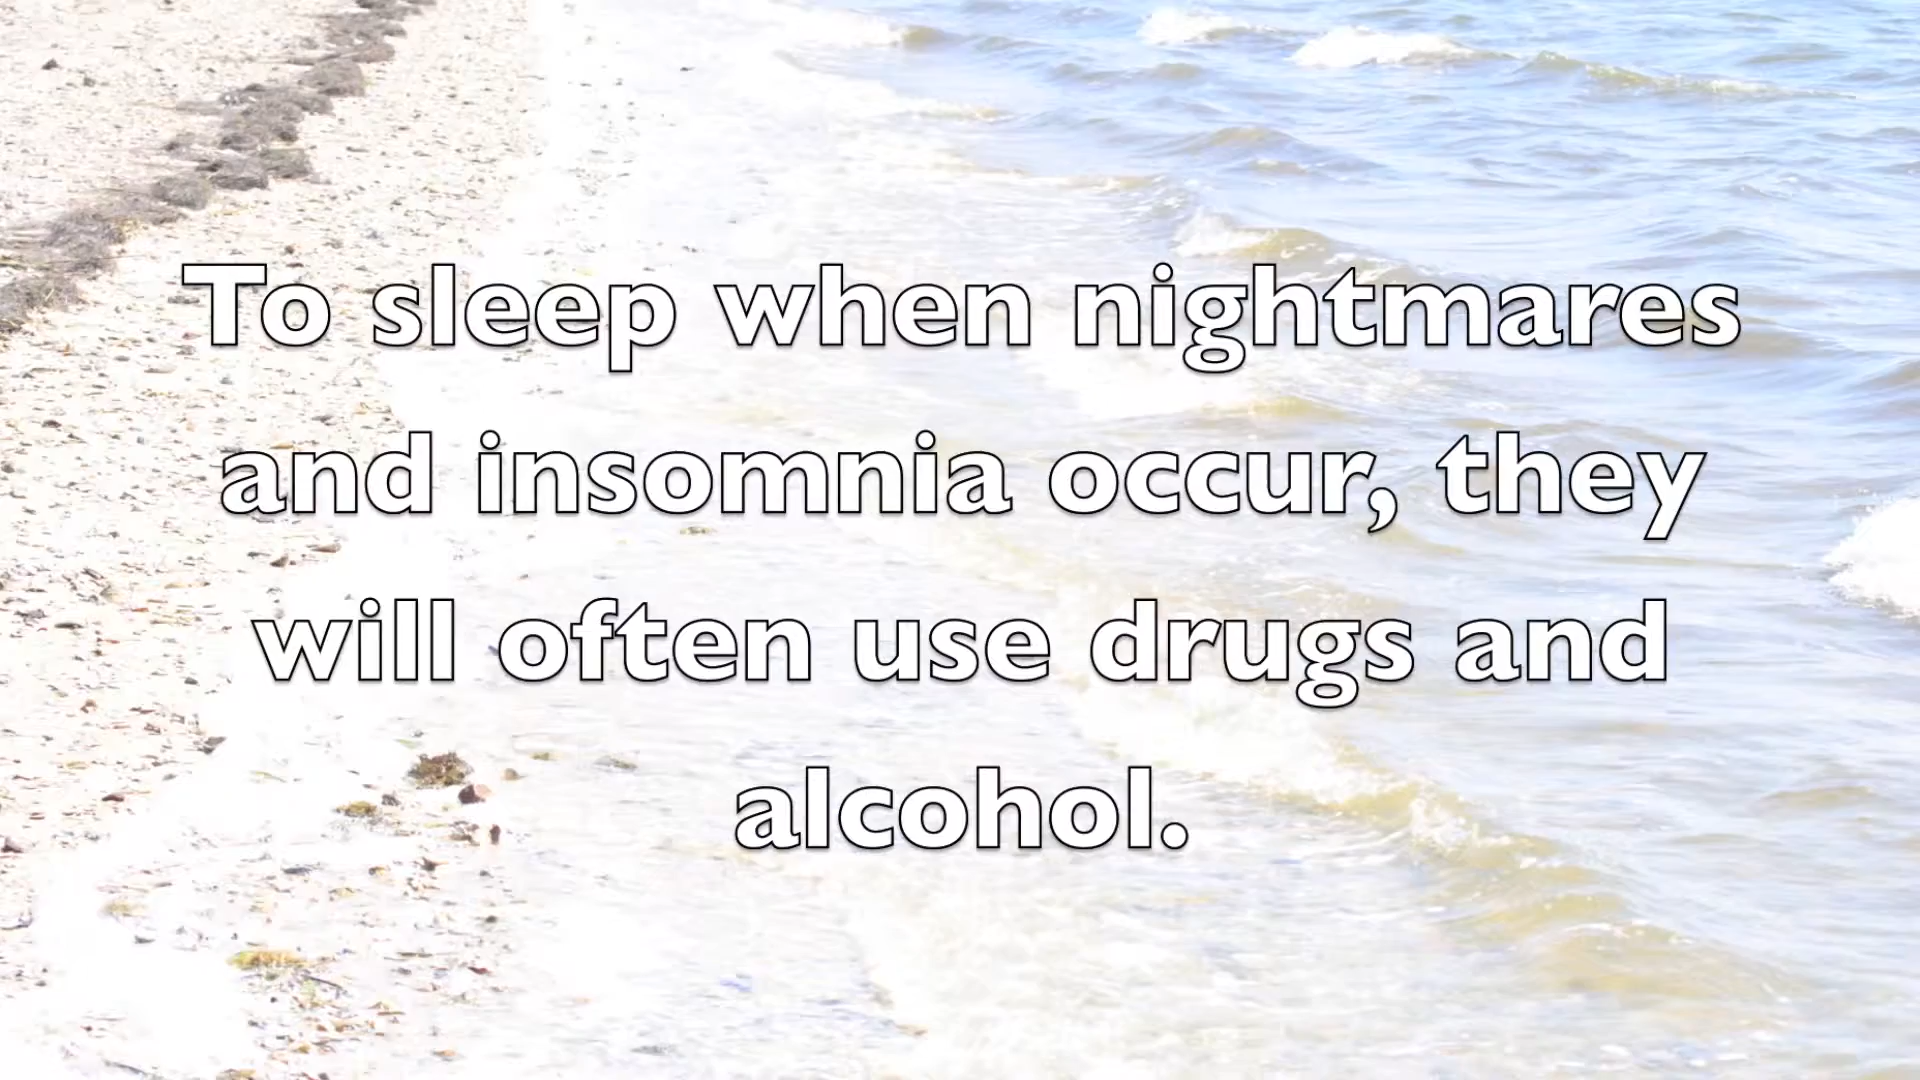 To sleep when nightmares
and insomnia occur, they
will often use drugs and
alcohol.